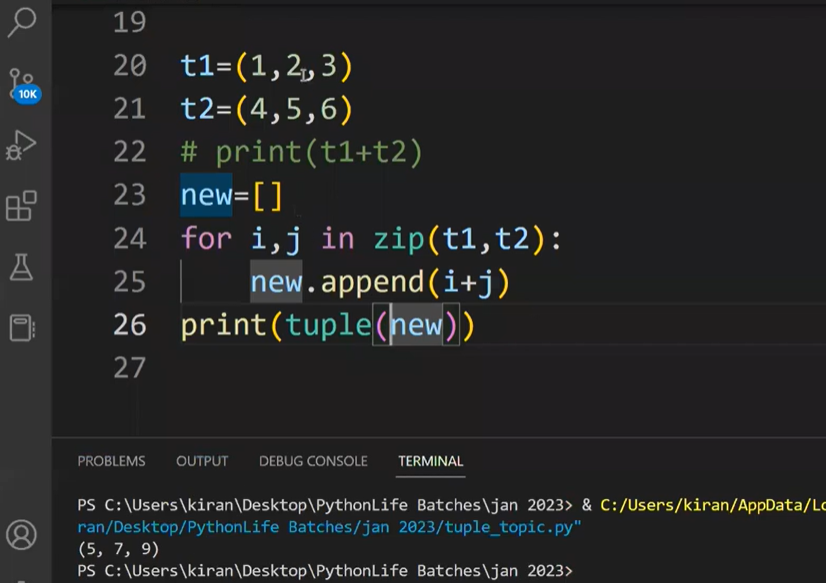 19
20 t1=(1,2,3)
21 t2=(4,5,6)
22 # print(t1+t2)
23 new=[]
24 for i,j in zip(t1,t2):
25     new.append(i+j)
26 print(tuple(new))
27
10K
PROBLEMS OUTPUT DEBUG CONSOLE TERMINAL
PS C:\Users\kiran\Desktop\PythonLife Batches\jan 2023> & C:/Users/kiran/AppData/Lo
ran/Desktop/PythonLife Batches/jan 2023/tuple_topic.py"
(5, 7, 9)
PS C:\Users\kiran\Desktop\PythonLife Batches\jan 2023>